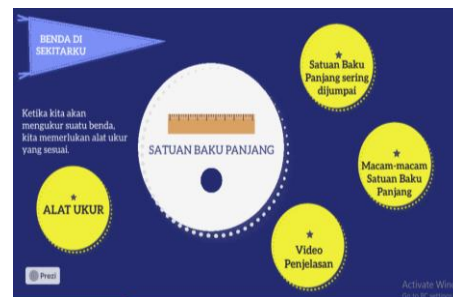 BENDA DI
SEKITARKU
Ketika kita akan
mengukur suatu benda,
kita memerlukan alat ukur
yang sesuai.
ALAT UKUR
SATUAN BAKU PANJANG
Satuan Baku
Panjang sering
dijumpai
Macam-macam
Satuan Baku
Panjang
Video
Penjelasan
Prezi
Activate Win